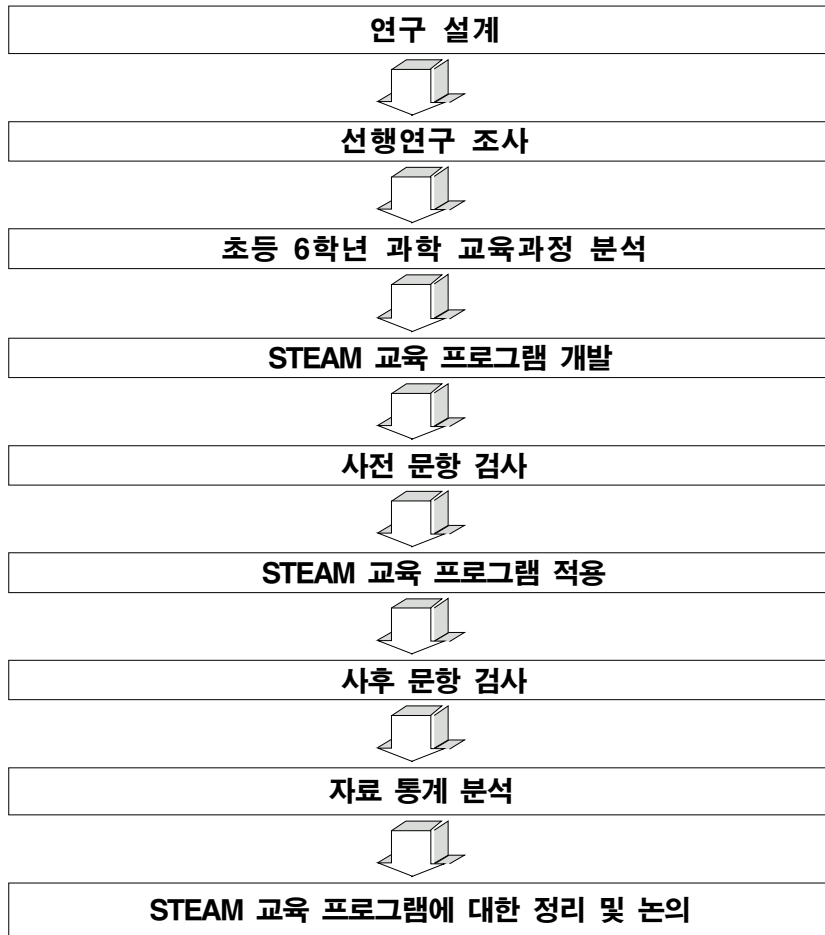 연구 설계
선행연구 조사
초등 6학년 과학 교육과정 분석
STEAM 교육 프로그램 개발
사전 문항 검사
STEAM 교육 프로그램 적용
사후 문항 검사
자료 통계 분석
STEAM 교육 프로그램에 대한 정리 및 논의